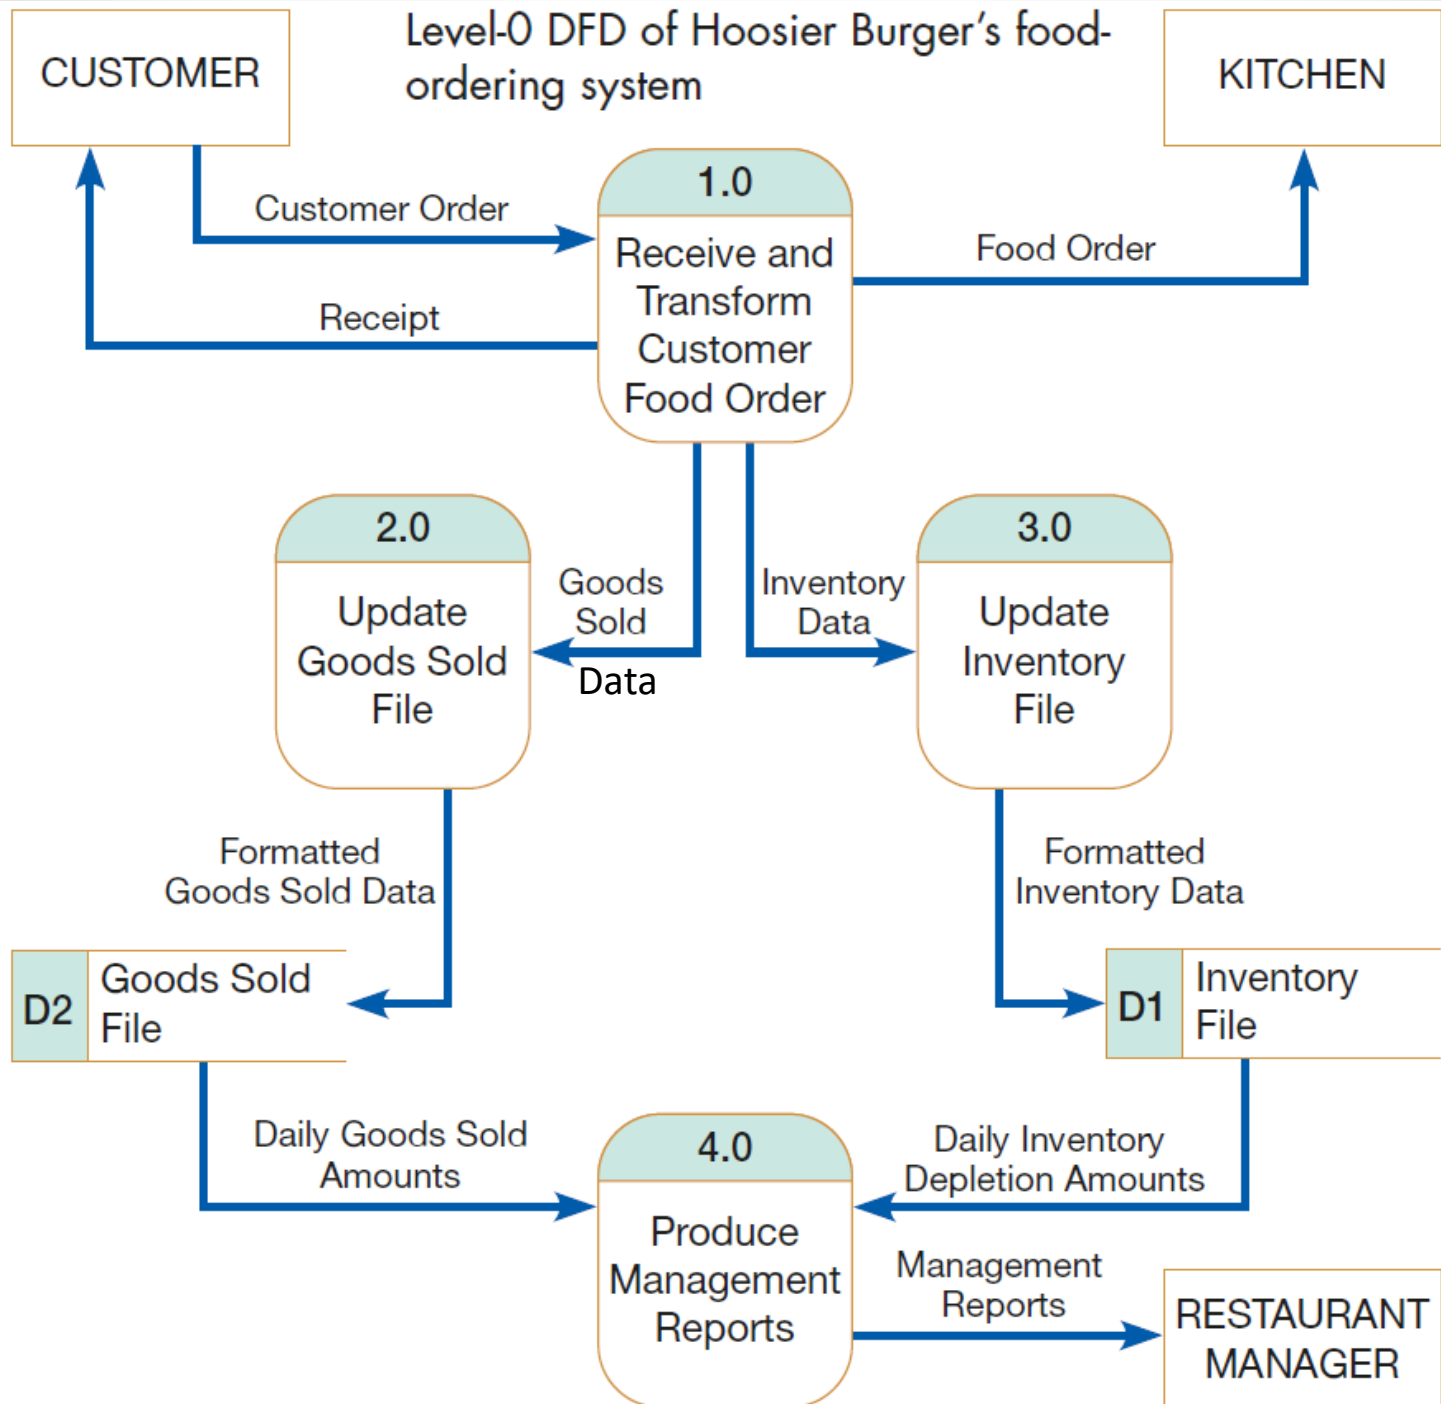 Level-0 DFD of Hoosier Burger’s food-
ordering system
CUSTOMER
KITCHEN
1.0
Receive and
Transform
Customer
Food Order
Customer Order
Receipt
Food Order
2.0
Update
Goods Sold
File
Goods
Sold
Data
Inventory
Data
3.0
Update
Inventory
File
Formatted
Goods Sold Data
Formatted
Inventory Data
D2
Goods Sold
File
D1
Inventory
File
Daily Goods Sold
Amounts
4.0
Produce
Management
Reports
Daily Inventory
Depletion Amounts
Management
Reports
RESTAURANT
MANAGER